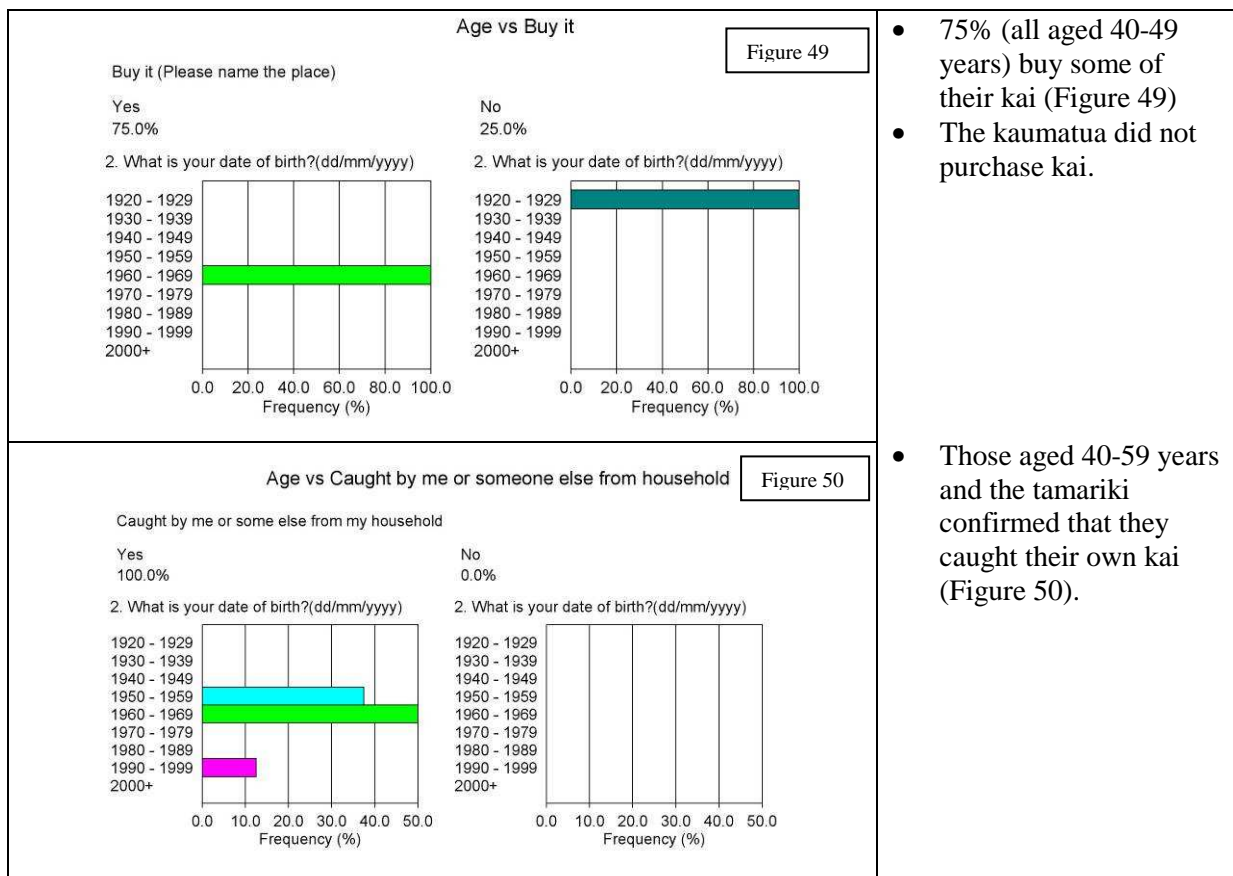 Age vs Buy it
Figure 49
Buy it (Please name the place)
Yes
75.0%
2. What is your date of birth?(dd/mm/yyyy)
1920 - 1929
1930 - 1939
1940 - 1949
1950 - 1959
1960 - 1969
1970 - 1979
1980 - 1989
1990 - 1999
2000+
0.0 20.0 40.0 60.0 80.0 100.0
Frequency (%)
No
25.0%
2. What is your date of birth?(dd/mm/yyyy)
1920 - 1929
1930 - 1939
1940 - 1949
1950 - 1959
1960 - 1969
1970 - 1979
1980 - 1989
1990 - 1999
2000+
0.0 20.0 40.0 60.0 80.0 100.0
Frequency (%)
• 75% (all aged 40-49
years) buy some of
their kai (Figure 49)
• The kaumatua did not
purchase kai.
Age vs Caught by me or someone else from household
Figure 50
Caught by me or some else from my household
Yes
100.0%
2. What is your date of birth?(dd/mm/yyyy)
1920 - 1929
1930 - 1939
1940 - 1949
1950 - 1959
1960 - 1969
1970 - 1979
1980 - 1989
1990 - 1999
2000+
0.0 10.0 20.0 30.0 40.0 50.0
Frequency (%)
No
0.0%
2. What is your date of birth?(dd/mm/yyyy)
1920 - 1929
1930 - 1939
1940 - 1949
1950 - 1959
1960 - 1969
1970 - 1979
1980 - 1989
1990 - 1999
2000+
0.0 10.0 20.0 30.0 40.0 50.0
Frequency (%)
• Those aged 40-59 years
and the tamariki
confirmed that they
caught their own kai
(Figure 50).